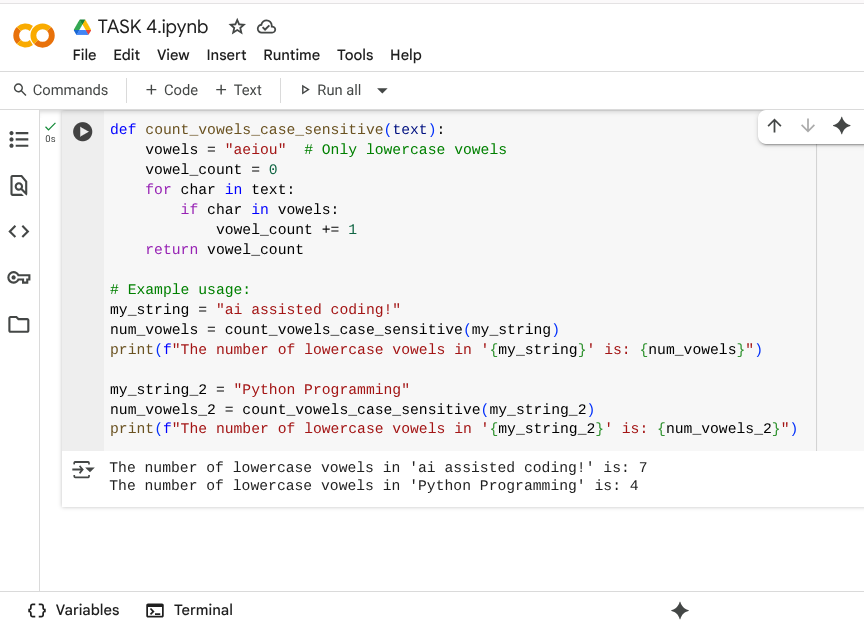 TASK 4.ipynb
File Edit View Insert Runtime Tools Help
Commands + Code + Text Run all
0s
def count_vowels_case_sensitive(text):
    vowels = "aeiou"  # Only lowercase vowels
    vowel_count = 0
    for char in text:
        if char in vowels:
            vowel_count += 1
    return vowel_count

# Example usage:
my_string = "ai assisted coding!"
num_vowels = count_vowels_case_sensitive(my_string)
print(f"The number of lowercase vowels in '{my_string}' is: {num_vowels}")

my_string_2 = "Python Programming"
num_vowels_2 = count_vowels_case_sensitive(my_string_2)
print(f"The number of lowercase vowels in '{my_string_2}' is: {num_vowels_2}")
The number of lowercase vowels in 'ai assisted coding!' is: 7
The number of lowercase vowels in 'Python Programming' is: 4
Variables Terminal